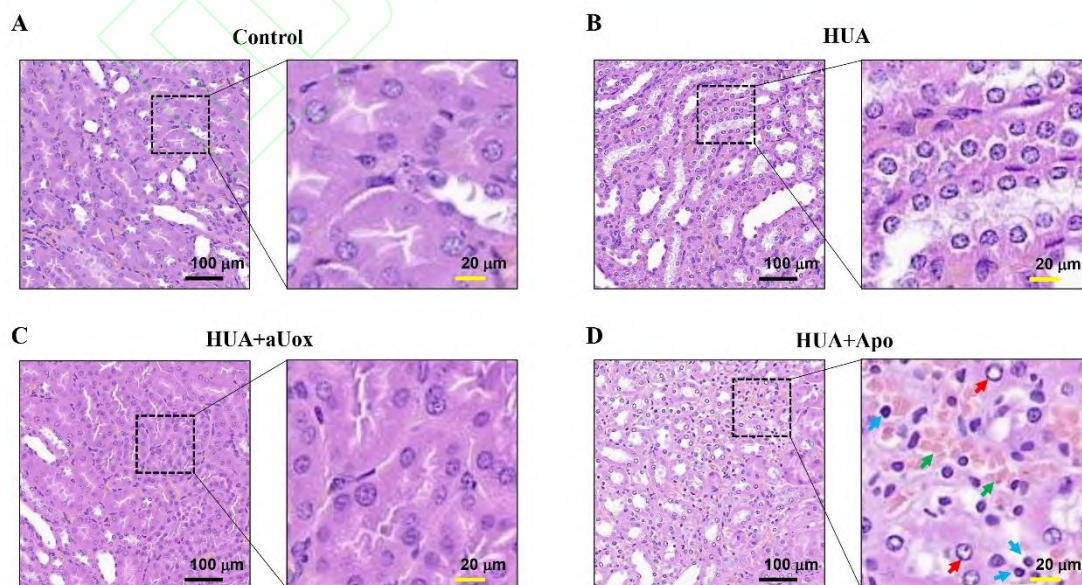 A
Control
B
HUA
100 μm
20 μm
100 μm
20 μm
C
HUA+aUox
D
HUA+Apo
100 μm
20 μm
100 μm
20 μm